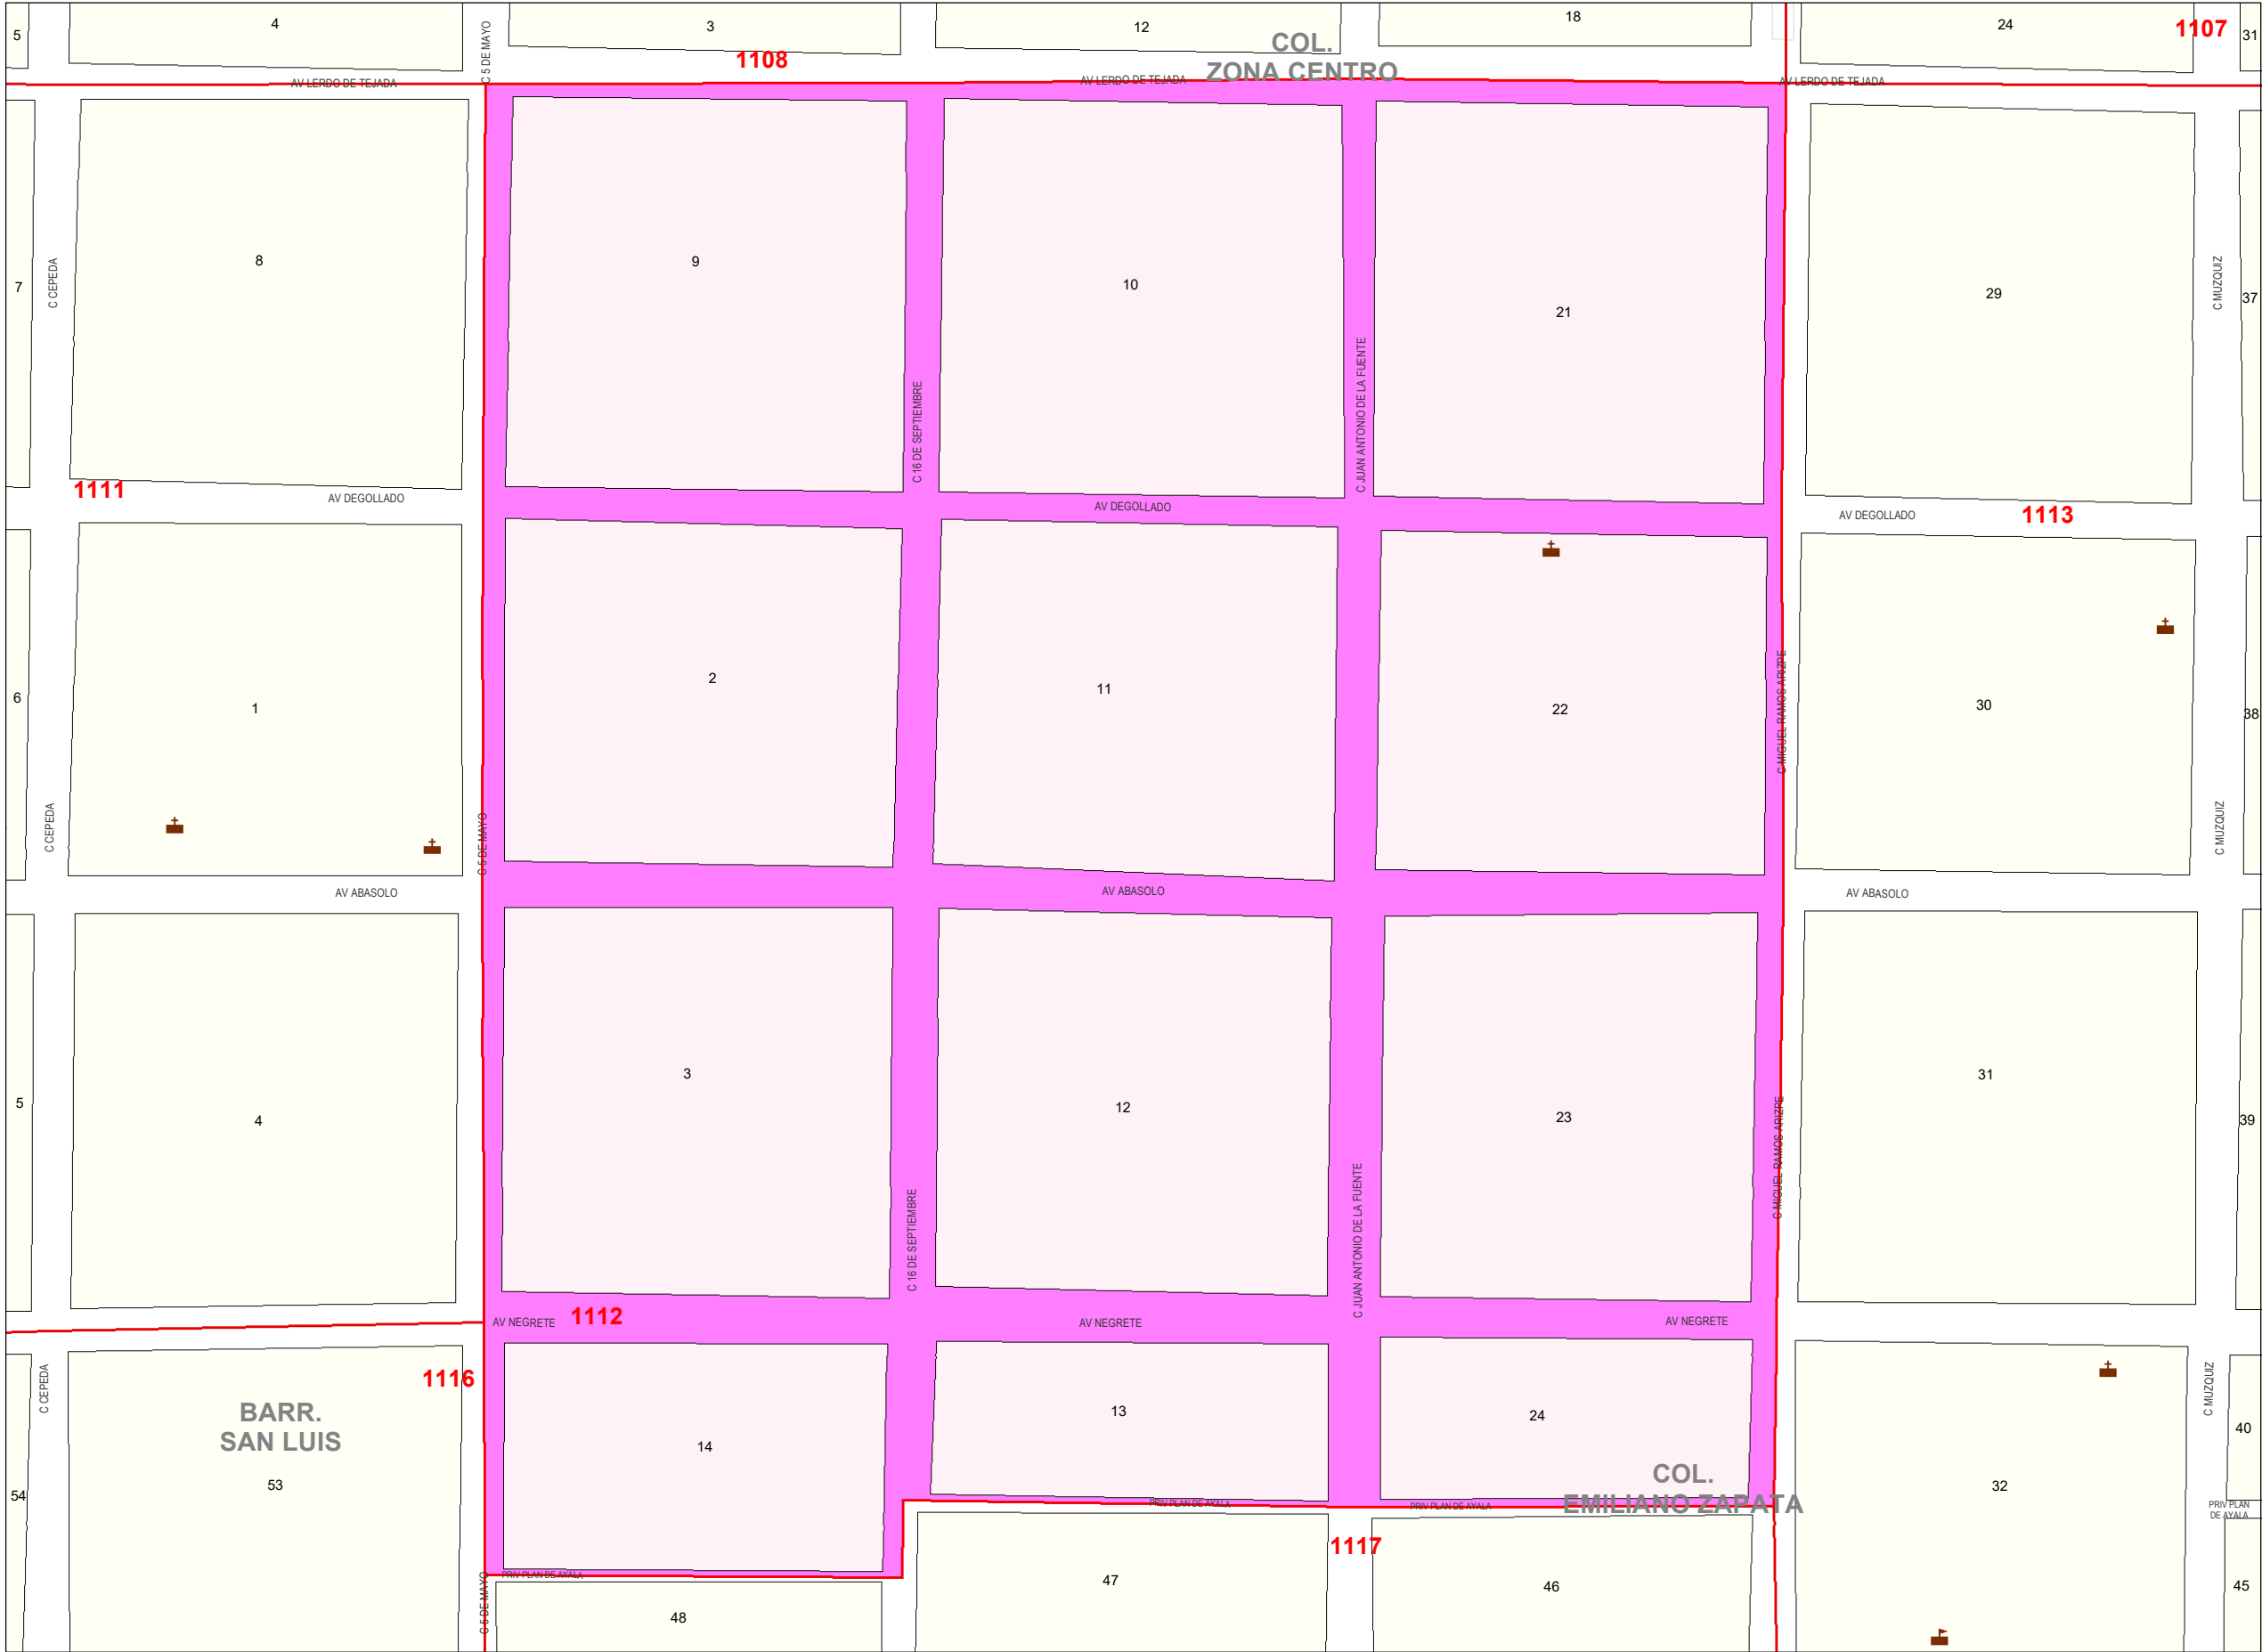 5
4
C 5 DE MAYO
3
1108
12
COL.
ZONA CENTRO
18
24
1107
31
AV LERDO DE TEJADA
AV LERDO DE TEJADA
AV LERDO DE TEJADA
7
C CEPEDA
8
9
10
21
29
C MUZQUIZ
37
C 16 DE SEPTIEMBRE
C JUAN ANTONIO DE LA FUENTE
1111
AV DEGOLLADO
AV DEGOLLADO
AV DEGOLLADO
1113
6
1
2
11
22
C MIGUEL RAMOS ARIZPE
30
38
C CEPEDA
C 5 DE MAYO
C MUZQUIZ
AV ABASOLO
AV ABASOLO
AV ABASOLO
5
4
3
12
23
C MIGUEL RAMOS ARIZPE
31
39
C 16 DE SEPTIEMBRE
C JUAN ANTONIO DE LA FUENTE
AV NEGRETE
1112
AV NEGRETE
AV NEGRETE
C CEPEDA
1116
C MUZQUIZ
BARR.
SAN LUIS
14
13
24
40
54
53
COL.
EMILIANO ZAPATA
32
PRIV PLAN DE AYALA
PRIV PLAN DE AYALA
PRIV PLAN
DE AYALA
1117
PRIV PLAN DE AYALA
C 5 DE MAYO
47
46
45
48